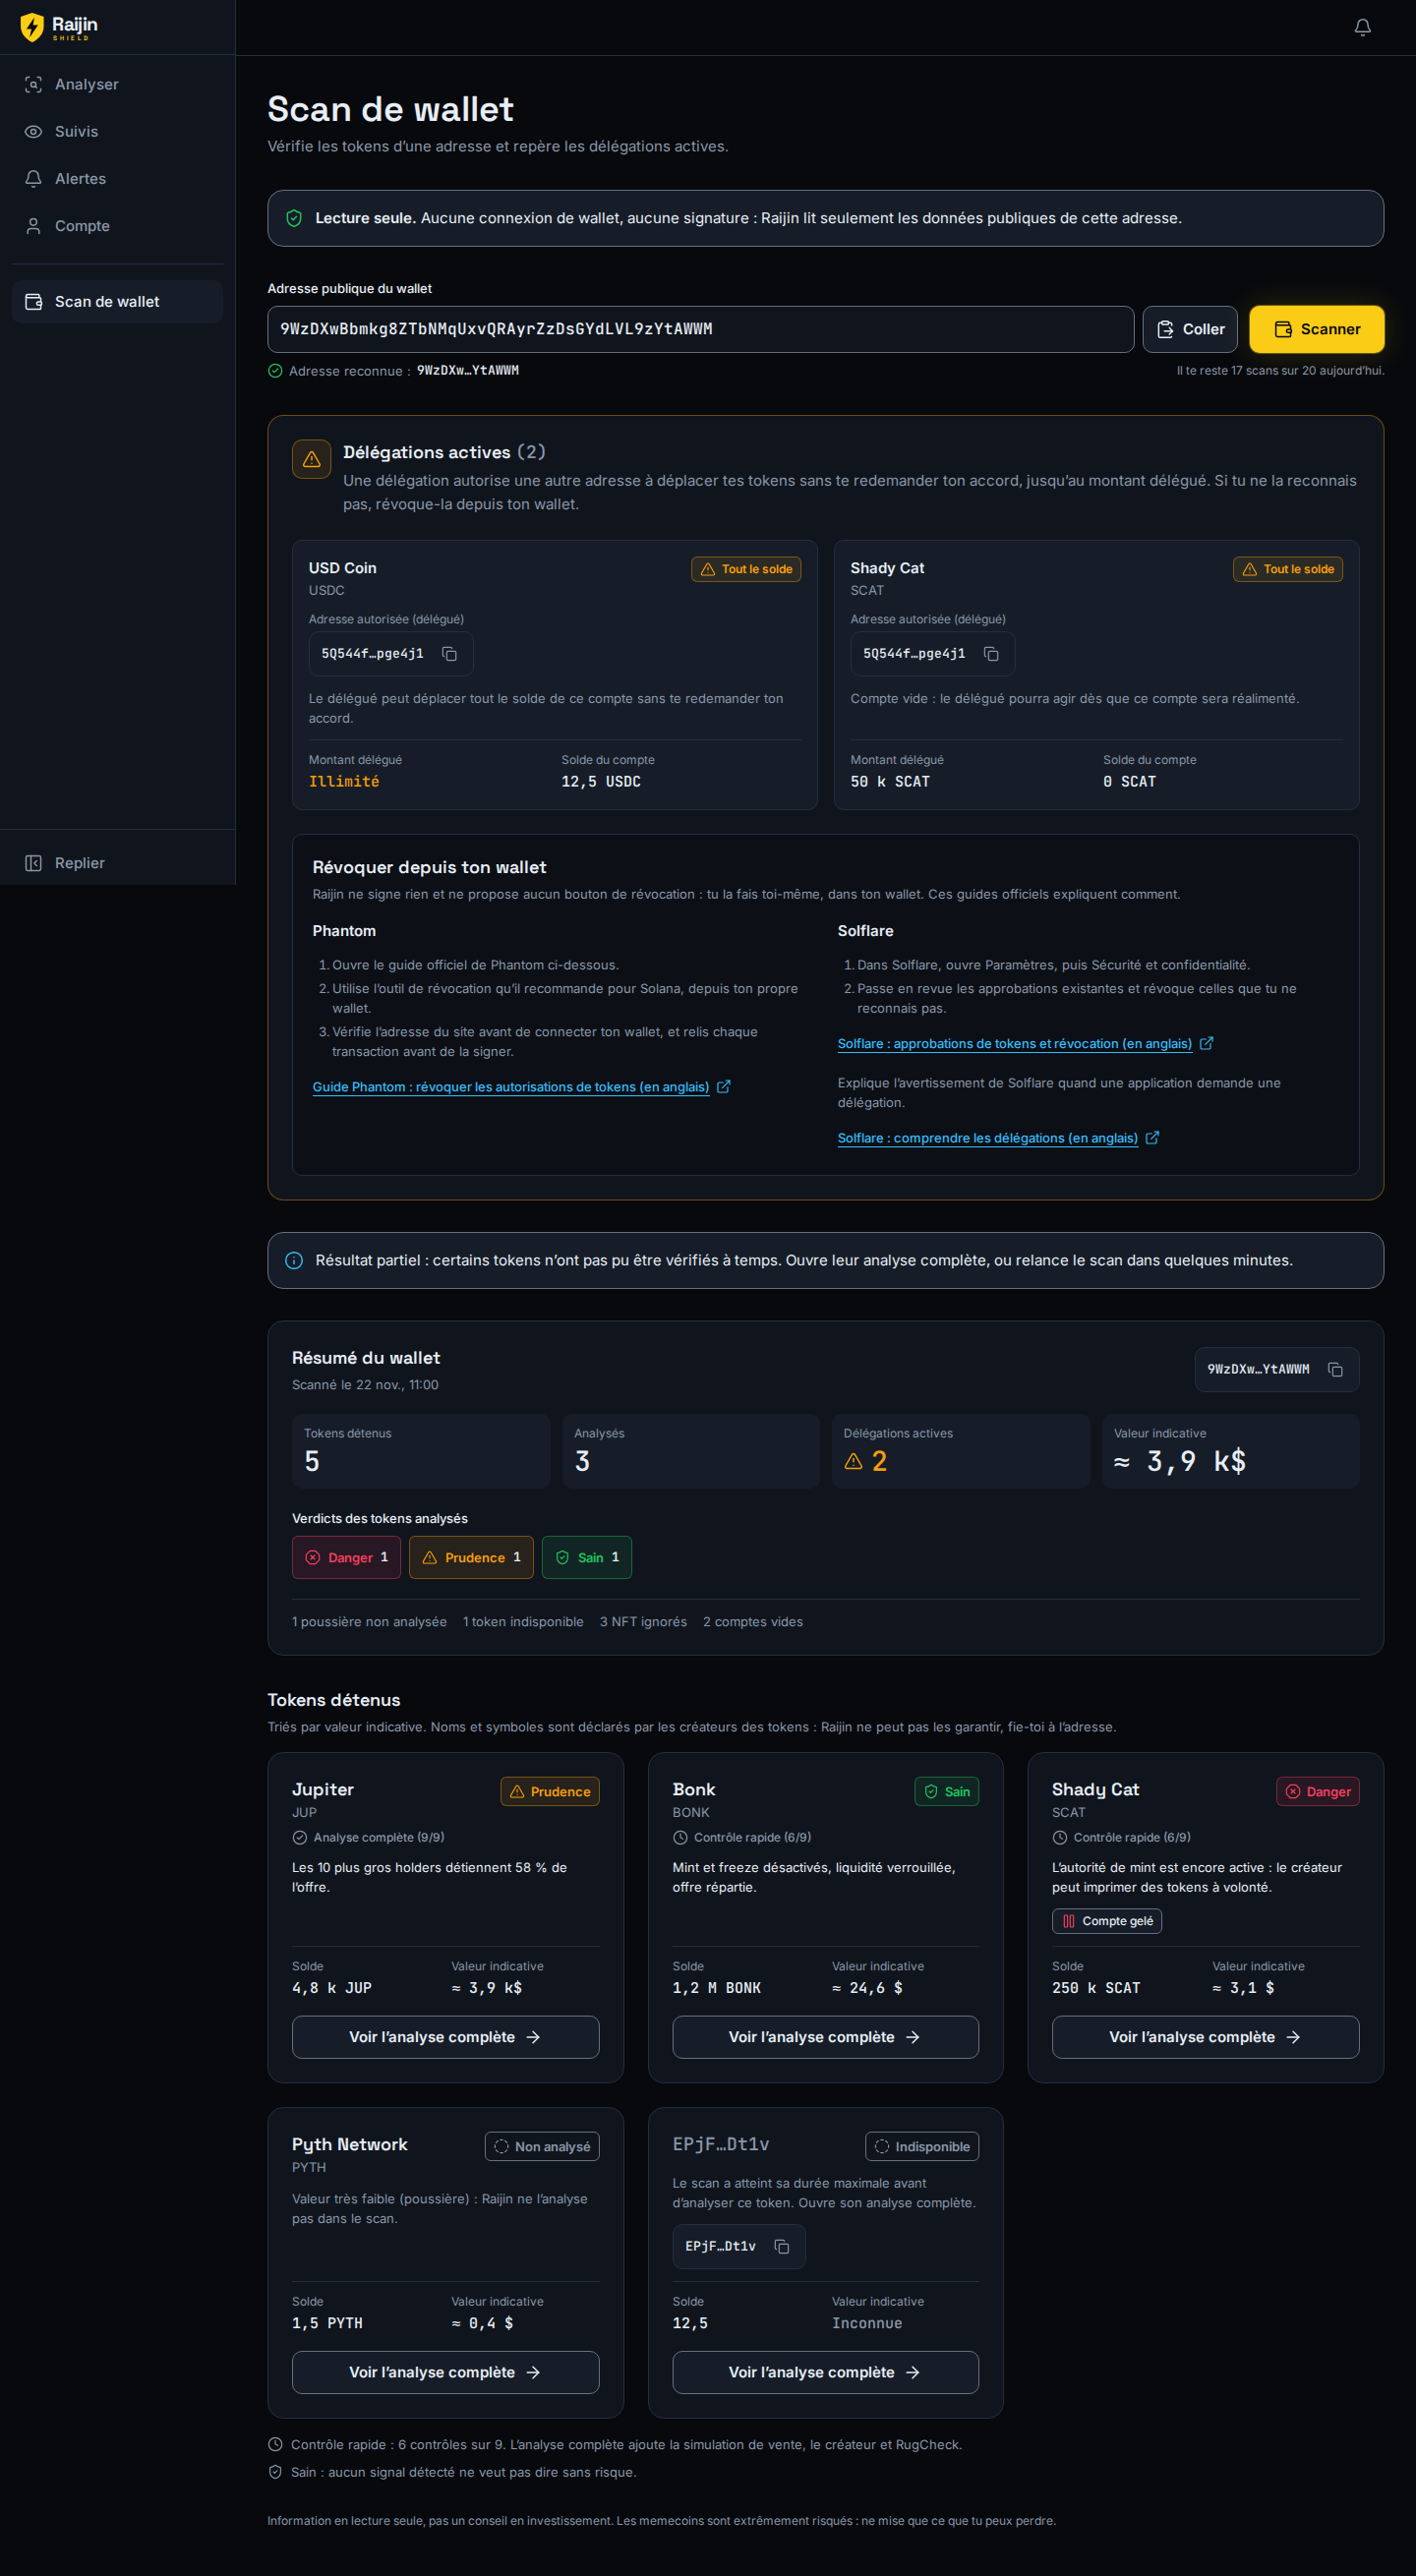 Raijin
SHIELD
Analyser
Suivis
Alertes
Compte
Scan de wallet
Replier
Scan de wallet
Vérifie les tokens d’une adresse et repère les délégations actives.
Lecture seule. Aucune connexion de wallet, aucune signature : Raijin lit seulement les données publiques de cette adresse.
Adresse publique du wallet
9WzDXwBbmkg8ZTbNMqUxvQRAyrZzDsGYdLVL9zYtAWWM
Coller
Scanner
Adresse reconnue : 9WzDXw…YtAWWM
Il te reste 17 scans sur 20 aujourd’hui.
Délégations actives (2)
Une délégation autorise une autre adresse à déplacer tes tokens sans te redemander ton accord, jusqu’au montant délégué. Si tu ne la reconnais
pas, révoque-la depuis ton wallet.
USD Coin
Tout le solde
USDC
Adresse autorisée (délégué)
5Q544f…pge4j1
Le délégué peut déplacer tout le solde de ce compte sans te redemander ton
accord.
Montant délégué
Solde du compte
Illimité
12,5 USDC
Shady Cat
Tout le solde
SCAT
Adresse autorisée (délégué)
5Q544f…pge4j1
Compte vide : le délégué pourra agir dès que ce compte sera réalimenté.
Montant délégué
Solde du compte
50 k SCAT
0 SCAT
Révoquer depuis ton wallet
Raijin ne signe rien et ne propose aucun bouton de révocation : tu la fais toi-même, dans ton wallet. Ces guides officiels expliquent comment.
Phantom
1. Ouvre le guide officiel de Phantom ci-dessous.
2. Utilise l’outil de révocation qu’il recommande pour Solana, depuis ton propre
wallet.
3. Vérifie l’adresse du site avant de connecter ton wallet, et relis chaque
transaction avant de la signer.
Guide Phantom : révoquer les autorisations de tokens (en anglais)
Solflare
1. Dans Solflare, ouvre Paramètres, puis Sécurité et confidentialité.
2. Passe en revue les approbations existantes et révoque celles que tu ne
reconnais pas.
Solflare : approbations de tokens et révocation (en anglais)
Explique l’avertissement de Solflare quand une application demande une
délégation.
Solflare : comprendre les délégations (en anglais)
Résultat partiel : certains tokens n’ont pas pu être vérifiés à temps. Ouvre leur analyse complète, ou relance le scan dans quelques minutes.
Résumé du wallet
Scanné le 22 nov., 11:00
9WzDXw…YtAWWM
Tokens détenus
5
Analysés
3
Délégations actives
2
Valeur indicative
≈ 3,9 k$
Verdicts des tokens analysés
Danger 1
Prudence 1
Sain 1
1 poussière non analysée 1 token indisponible 3 NFT ignorés 2 comptes vides
Tokens détenus
Triés par valeur indicative. Noms et symboles sont déclarés par les créateurs des tokens : Raijin ne peut pas les garantir, fie-toi à l’adresse.
Jupiter
Prudence
JUP
Analyse complète (9/9)
Les 10 plus gros holders détiennent 58 % de
l’offre.
Solde
Valeur indicative
4,8 k JUP
≈ 3,9 k$
Voir l’analyse complète
Bonk
Sain
BONK
Contrôle rapide (6/9)
Mint et freeze désactivés, liquidité verrouillée,
offre répartie.
Solde
Valeur indicative
1,2 M BONK
≈ 24,6 $
Voir l’analyse complète
Shady Cat
Danger
SCAT
Contrôle rapide (6/9)
L’autorité de mint est encore active : le créateur
peut imprimer des tokens à volonté.
Compte gelé
Solde
Valeur indicative
250 k SCAT
≈ 3,1 $
Voir l’analyse complète
Pyth Network
Non analysé
PYTH
Valeur très faible (poussière) : Raijin ne l’analyse
pas dans le scan.
Solde
Valeur indicative
1,5 PYTH
≈ 0,4 $
Voir l’analyse complète
EPjF…Dt1v
Indisponible
Le scan a atteint sa durée maximale avant
d’analyser ce token. Ouvre son analyse complète.
EPjF…Dt1v
Solde
Valeur indicative
12,5
Inconnue
Voir l’analyse complète
Contrôle rapide : 6 contrôles sur 9. L’analyse complète ajoute la simulation de vente, le créateur et RugCheck.
Sain : aucun signal détecté ne veut pas dire sans risque.
Information en lecture seule, pas un conseil en investissement. Les memecoins sont extrêmement risqués : ne mise que ce que tu peux perdre.